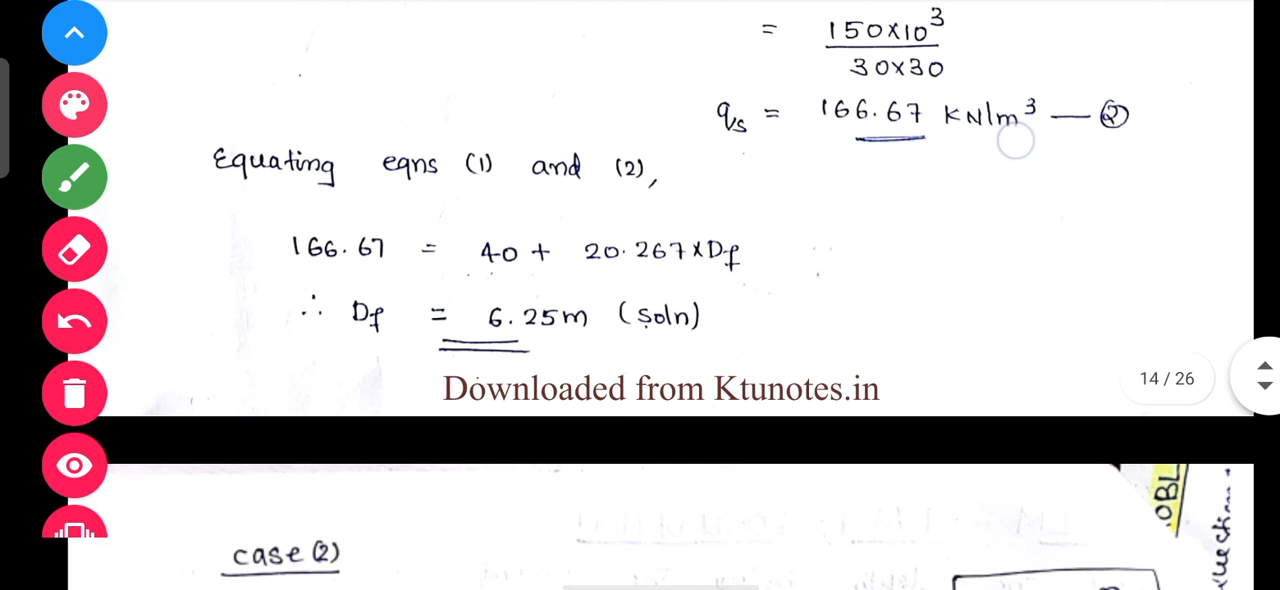 = 150×10³
30×30
qs = 166.67 KN/m³ — ②
Equating eqns (1) and (2),
166.67 = 40 + 20.267×Df
∴ Df = 6.25m (soln)
Downloaded from Ktunotes.in
14 / 26
case (2)